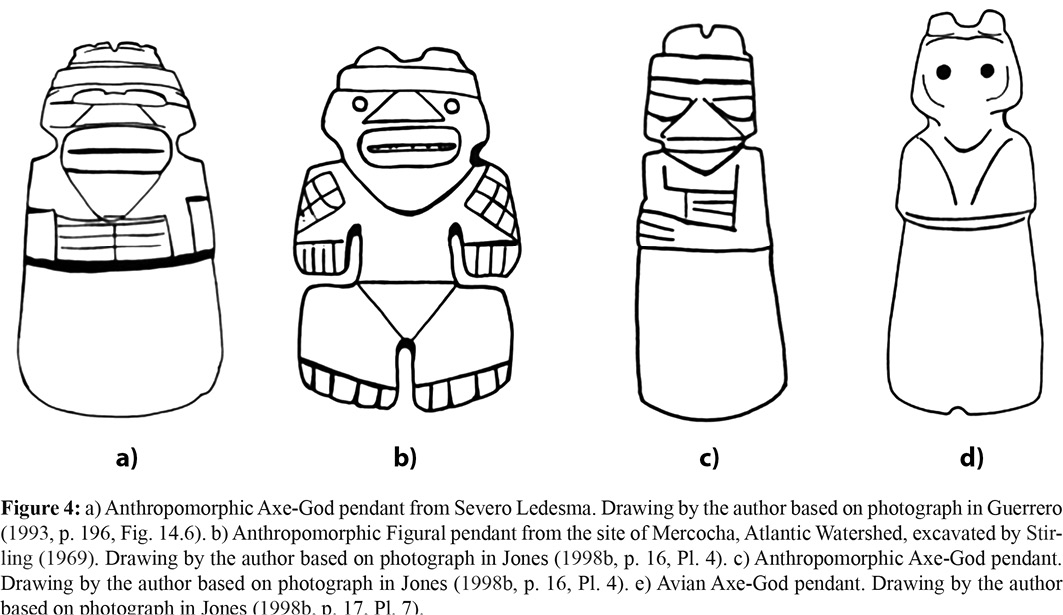 a)
b)
c)
d)
Figure 4: a) Anthropomorphic Axe-God pendant from Severo Ledesma. Drawing by the author based on photograph in Guerrero
(1993, p. 196, Fig. 14.6). b) Anthropomorphic Figural pendant from the site of Mercocha, Atlantic Watershed, excavated by Stir-
ling (1969). Drawing by the author based on photograph in Jones (1998b, p. 16, Pl. 4). c) Anthropomorphic Axe-God pendant.
Drawing by the author based on photograph in Jones (1998b, p. 16, Pl. 4). e) Avian Axe-God pendant. Drawing by the author
based on photograph in Jones (1998b, p. 17, Pl. 7).